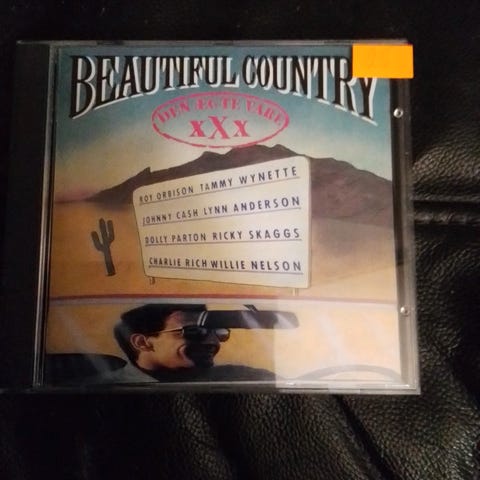 BEAUTIFUL COUNTRY
DEN ÆGTE VARE
xXx
ROY ORBISON TAMMY WYNETTE
JOHNNY CASH LYNN ANDERSON
DOLLY PARTON RICKY SKAGGS
CHARLIE RICH WILLIE NELSON